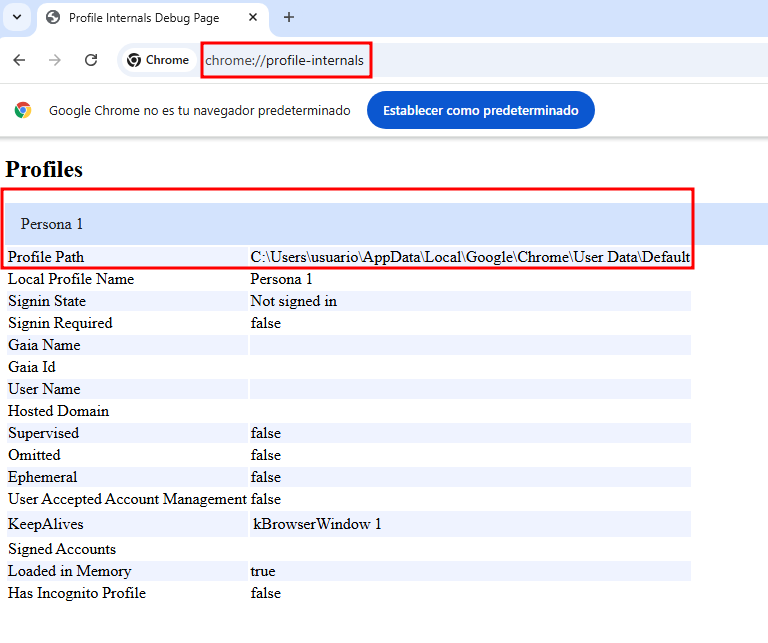 Profile Internals Debug Page
Chrome chrome://profile-internals
Google Chrome no es tu navegador predeterminado Establecer como predeterminado
Profiles
Persona 1
Profile Path C:\Users\usuario\AppData\Local\Google\Chrome\User Data\Default
Local Profile Name Persona 1
Signin State Not signed in
Signin Required false
Gaia Name
Gaia Id
User Name
Hosted Domain
Supervised false
Omitted false
Ephemeral false
User Accepted Account Management false
KeepAlives kBrowserWindow 1
Signed Accounts
Loaded in Memory true
Has Incognito Profile false